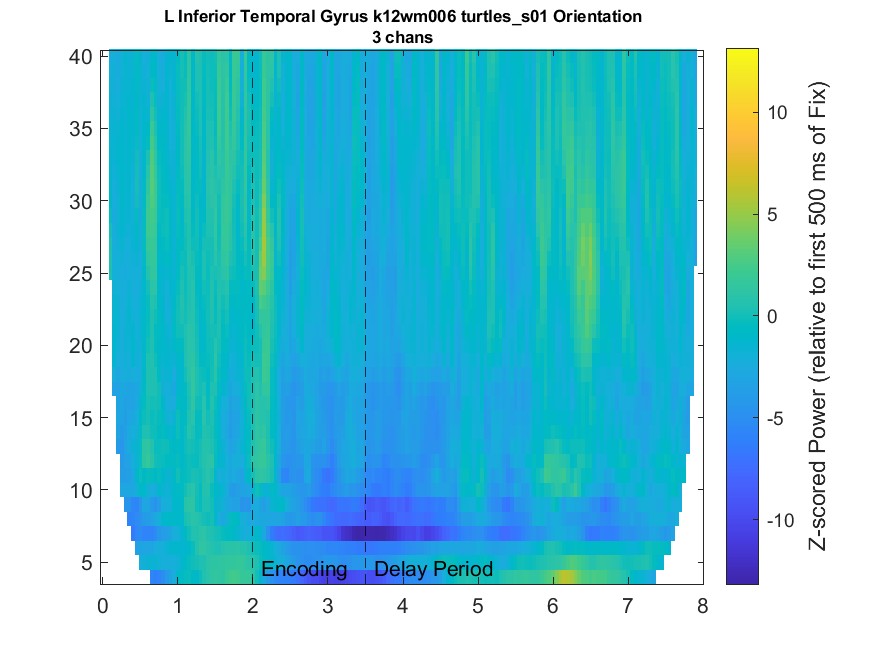 L Inferior Temporal Gyrus k12wm006 turtles_s01 Orientation
3 chans
40
35
30
25
20
15
10
5
Encoding
Delay Period
0 1 2 3 4 5 6 7 8
10
5
0
-5
-10
Z-scored Power (relative to first 500 ms of Fix)